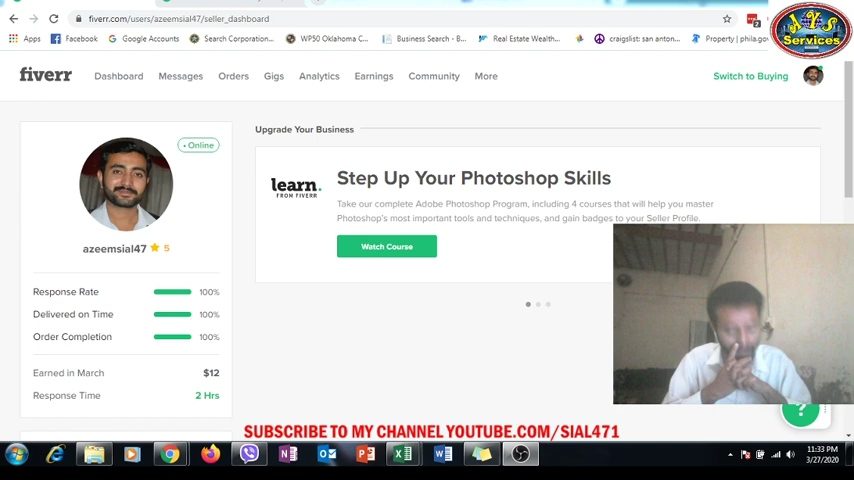 fiverr.com/users/azeemsial47/seller_dashboard
Apps Facebook Google Accounts Search Corporation... WP50 Oklahoma C... Business Search - B... Real Estate Wealth... craigslist: san anton... Property | phila.gov
AYS
Services
fiverr Dashboard Messages Orders Gigs Analytics Earnings Community More Switch to Buying
• Online
azeemsial47 5
Response Rate 100%
Delivered on Time 100%
Order Completion 100%
Earned in March $12
Response Time 2 Hrs
Upgrade Your Business
learn.
FROM FIVERR
Step Up Your Photoshop Skills
Take our complete Adobe Photoshop Program, including 4 courses that will help you master
Photoshop's most important tools and techniques, and gain badges to your Seller Profile.
Watch Course
?
SUBSCRIBE TO MY CHANNEL YOUTUBE.COM/SIAL471
11:33 PM
3/27/2020